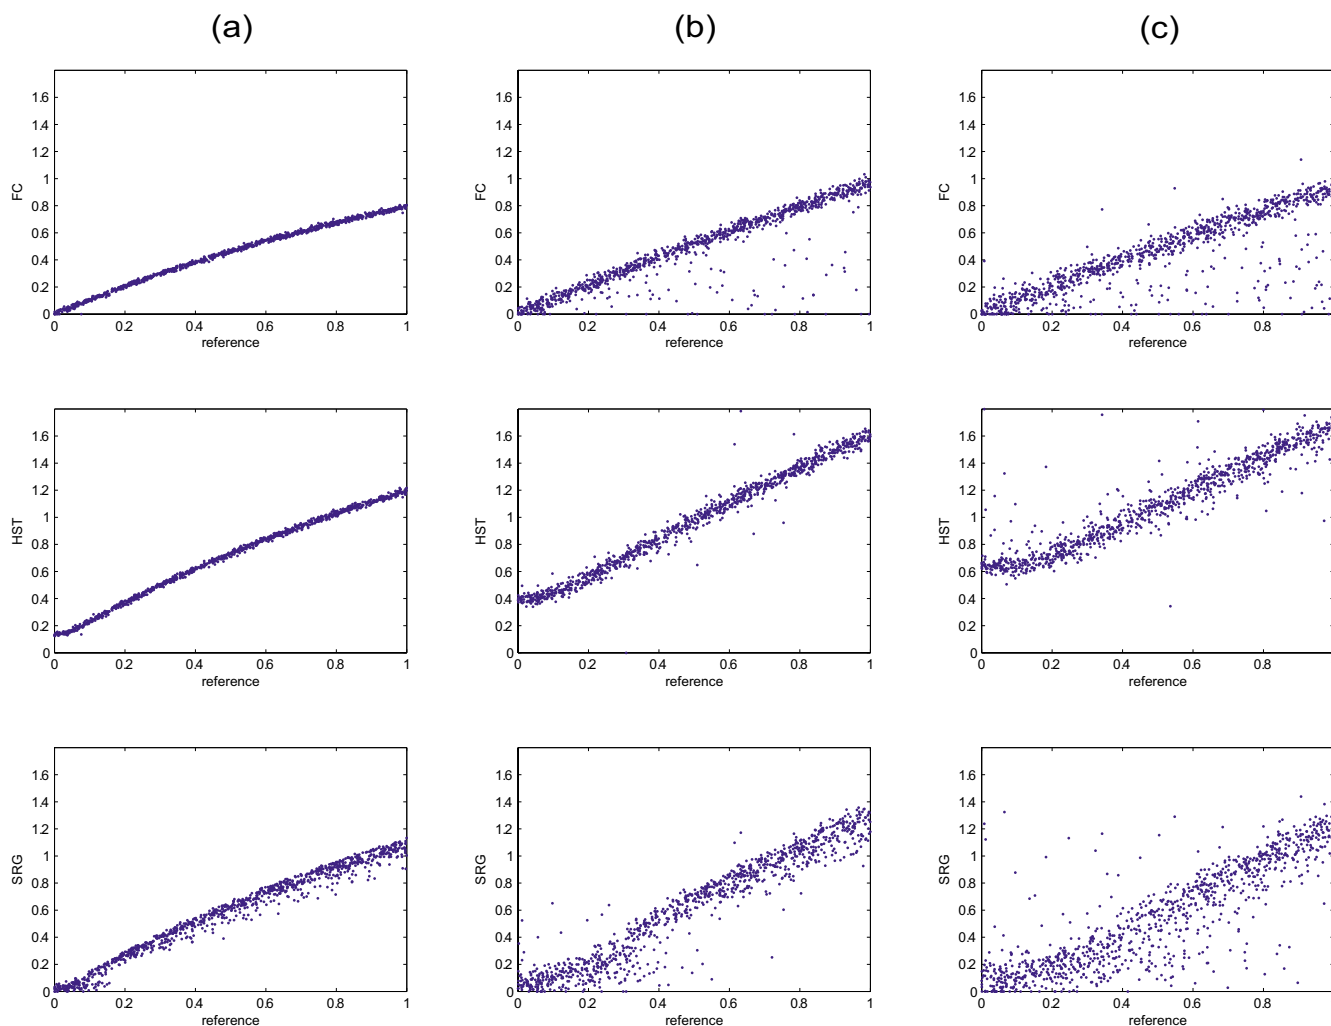 (a) (b) (c)
1.6 1.6 1.6
1.4 1.4 1.4
1.2 1.2 1.2
FC 1 FC 1 FC 1
0.8 0.8 0.8
0.6 0.6 0.6
0.4 0.4 0.4
0.2 0.2 0.2
0 0 0
0 0.2 0.4 0.6 0.8 1 0 0.2 0.4 0.6 0.8 1 0 0.2 0.4 0.6 0.8
reference reference reference
1.6 1.6 1.6
1.4 1.4 1.4
1.2 1.2 1.2
HST 1 HST 1 HST 1
0.8 0.8 0.8
0.6 0.6 0.6
0.4 0.4 0.4
0.2 0.2 0.2
0 0 0
0 0.2 0.4 0.6 0.8 1 0 0.2 0.4 0.6 0.8 1 0 0.2 0.4 0.6 0.8
reference reference reference
1.6 1.6 1.6
1.4 1.4 1.4
1.2 1.2 1.2
SRG 1 SRG 1 SRG 1
0.8 0.8 0.8
0.6 0.6 0.6
0.4 0.4 0.4
0.2 0.2 0.2
0 0 0
0 0.2 0.4 0.6 0.8 1 0 0.2 0.4 0.6 0.8 1 0 0.2 0.4 0.6 0.8
reference reference reference